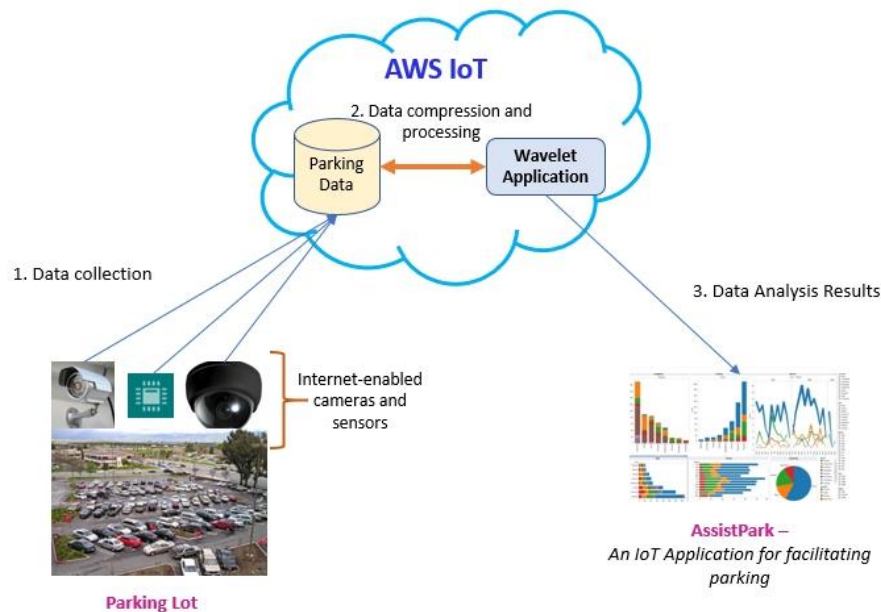 AWS IoT
2. Data compression and
processing
Parking
Data
Wavelet
Application
1. Data collection
3. Data Analysis Results
Internet-enabled
cameras and
sensors
AssistPark –
An IoT Application for facilitating
parking
Parking Lot